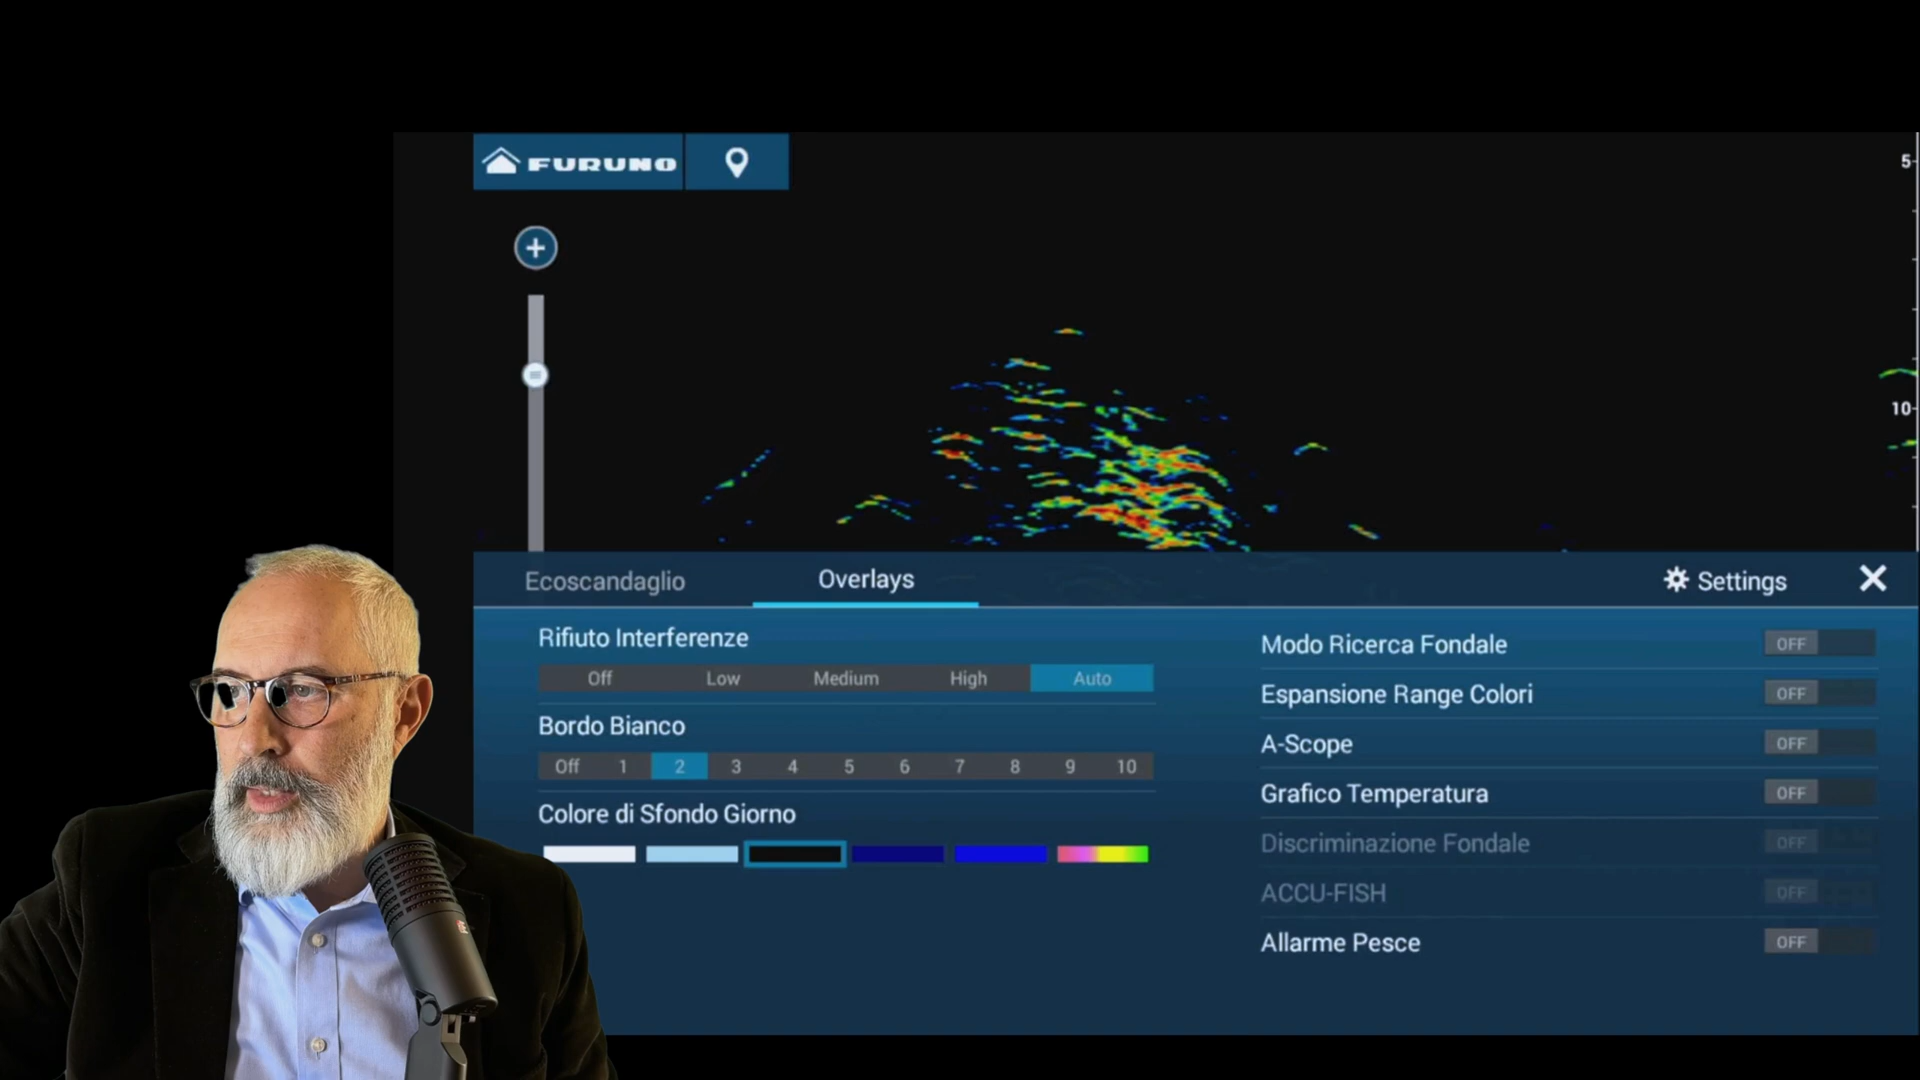 FURUNO
5
10
Ecoscandaglio
Overlays
Settings
Rifiuto Interferenze
Off Low Medium High Auto
Bordo Bianco
Off 1 2 3 4 5 6 7 8 9 10
Colore di Sfondo Giorno
Modo Ricerca Fondale OFF
Espansione Range Colori OFF
A-Scope OFF
Grafico Temperatura OFF
Discriminazione Fondale OFF
ACCU-FISH OFF
Allarme Pesce OFF